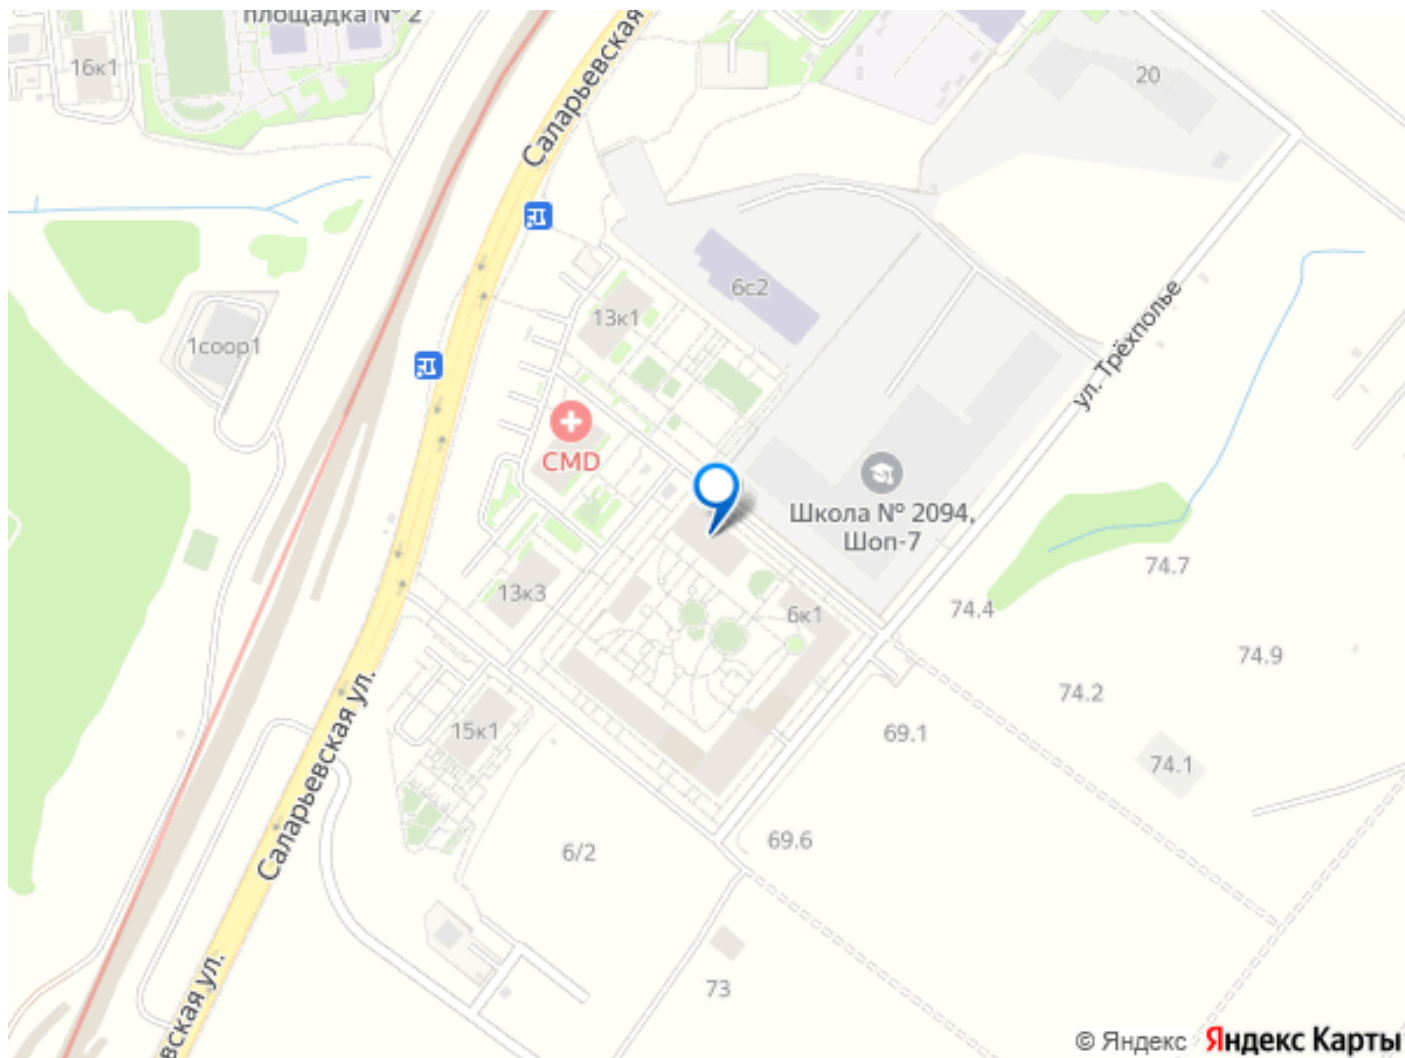 площадка № 2
16к1
Саларьевская
20
6с2
13к1
1соор1
ул. Трёхполье
CMD
Школа № 2094,
Шоп-7
74.7
13к3
74.4
6к1
74.9
74.2
15к1
69.1
74.1
Саларьевская ул.
69.6
6/2
73
вская ул.
© Яндекс Яндекс Карты